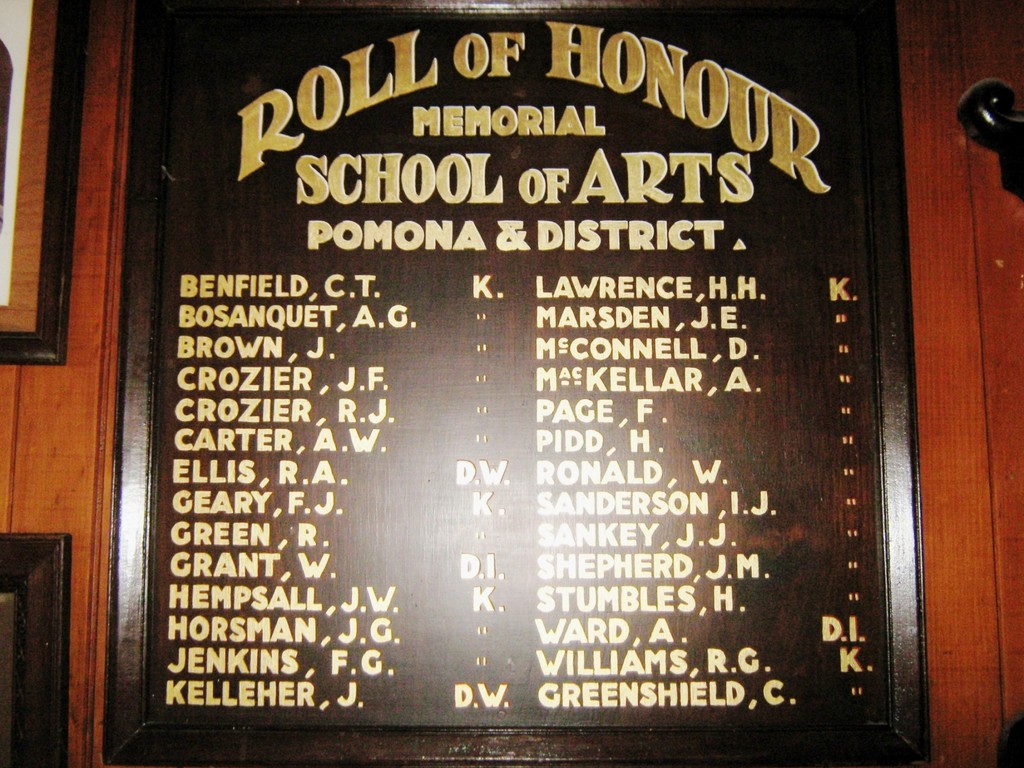 ROLL OF HONOUR
MEMORIAL
SCHOOL OF ARTS
POMONA & DISTRICT.
BENFIELD, C.T. K.
BOSANQUET, A.G. "
BROWN, J. "
CROZIER, J.F. "
CROZIER, R.J. "
CARTER, A.W. "
ELLIS, R.A. D.W.
GEARY, F.J. K.
GREEN, R. "
GRANT, W. D.I.
HEMPSALL, J.W. K.
HORSMAN, J.G. "
JENKINS, F.G. "
KELLEHER, J. D.W.
LAWRENCE, H.H. K.
MARSDEN, J.E. "
McCONNELL, D. "
MacKELLAR, A. "
PAGE, F. "
PIDD, H. "
RONALD, W. "
SANDERSON, I.J. "
SANKEY, J.J. "
SHEPHERD, J.M. "
STUMBLES, H. "
WARD, A. D.I.
WILLIAMS, R.G. K.
GREENSHIELD, C. "